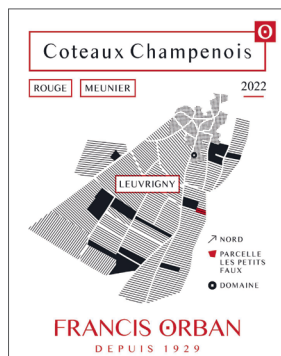 Coteaux Champenois
ROUGE MEUNIER 2022
LEUVRIGNY
NORD
PARCELLE
LES PETITS
FAUX
DOMAINE
FRANCIS ORBAN
DEPUIS 1929